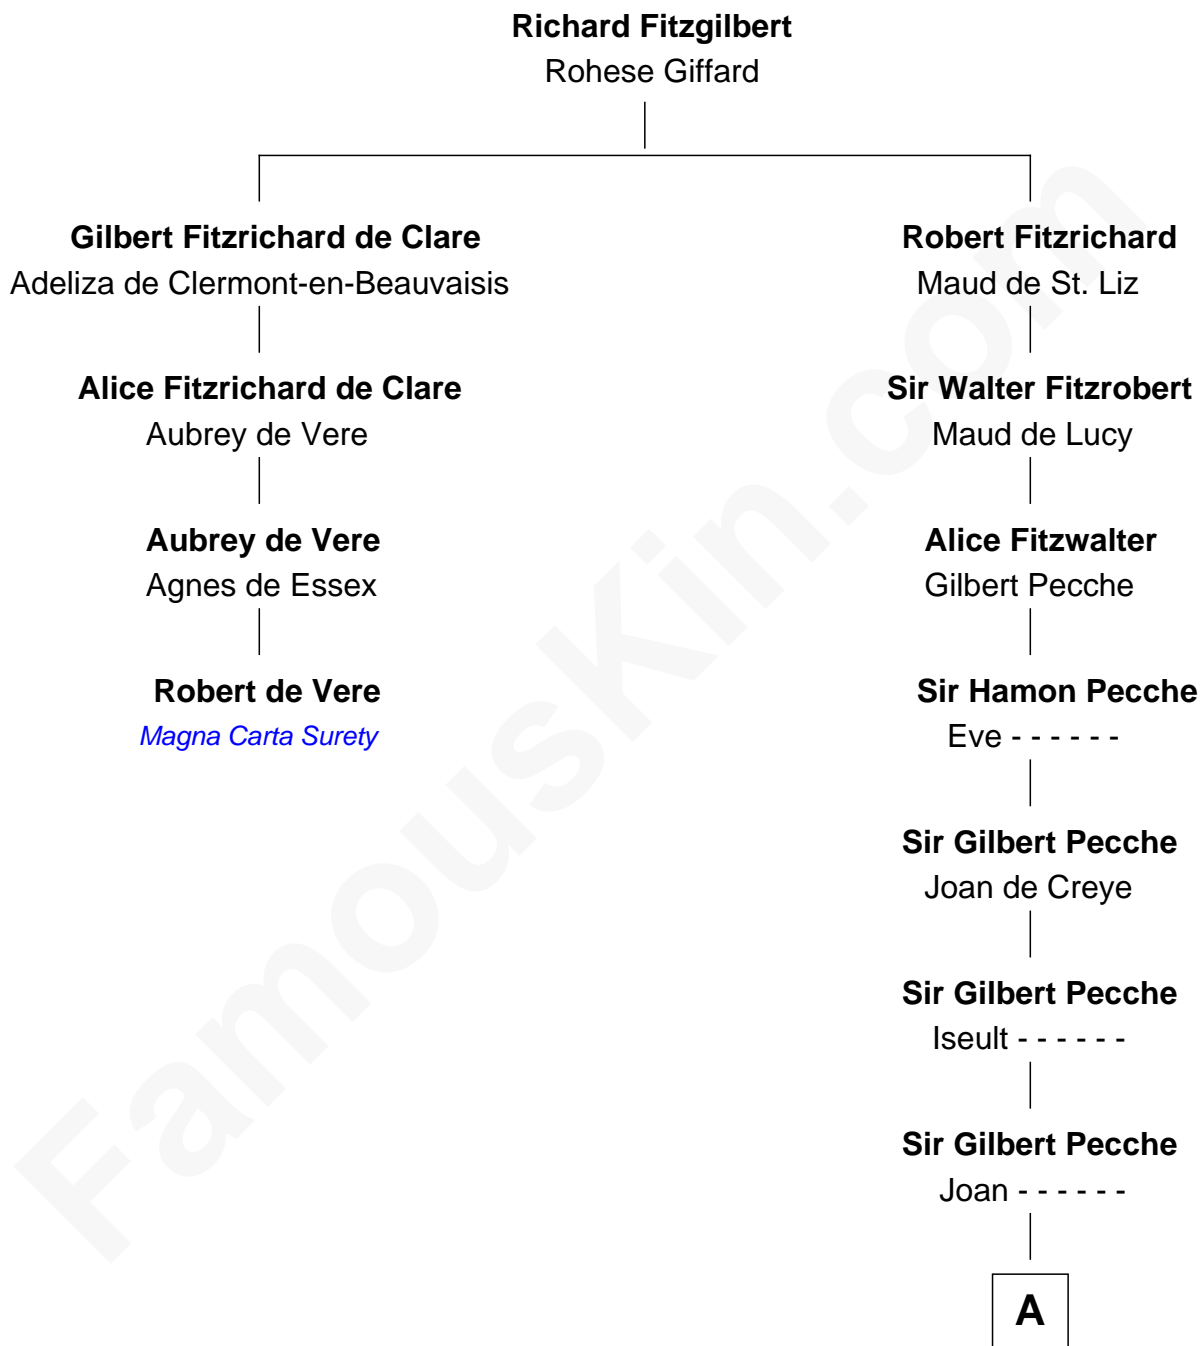 Richard Fitzgilbert
Rohese Giffard
Gilbert Fitzrichard de Clare
Adeliza de Clermont-en-Beauvaisis
Alice Fitzrichard de Clare
Aubrey de Vere
Aubrey de Vere
Agnes de Essex
Robert de Vere
Magna Carta Surety
Robert Fitzrichard
Maud de St. Liz
Sir Walter Fitzrobert
Maud de Lucy
Alice Fitzwalter
Gilbert Pecche
Sir Hamon Pecche
Eve - - - - - -
Sir Gilbert Pecche
Joan de Creye
Sir Gilbert Pecche
Iseult - - - - - -
Sir Gilbert Pecche
Joan - - - - - -
A
FamousKin.com